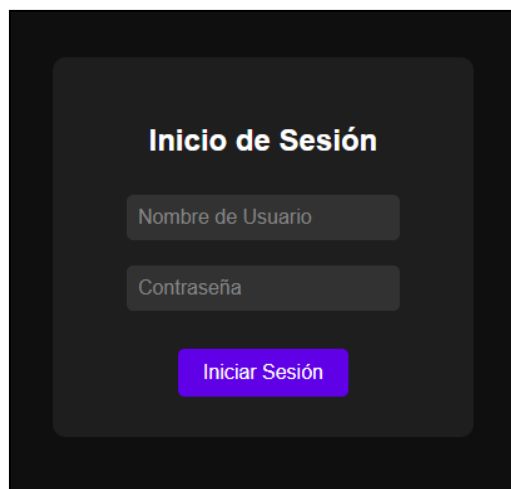 Inicio de Sesión
Nombre de Usuario
Contraseña
Iniciar Sesión